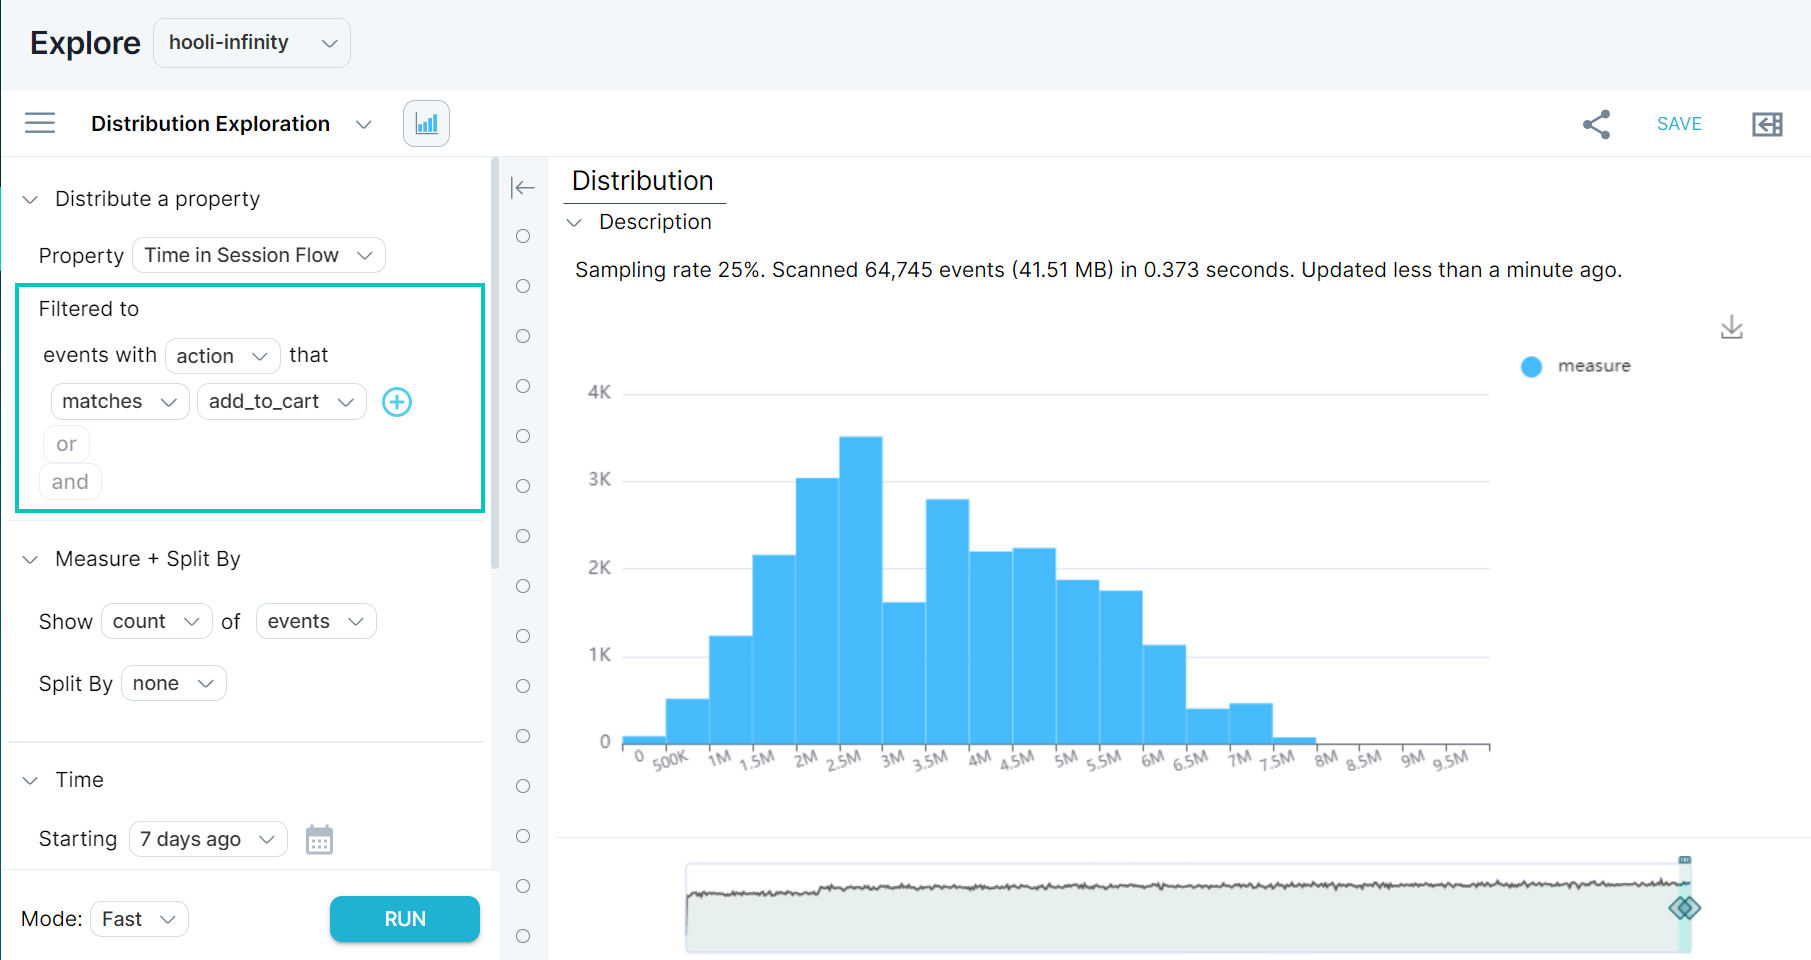 Explore hooli-infinity
Distribution Exploration
SAVE
Distribute a property
Property Time in Session Flow
Filtered to
events with action that
matches add_to_cart
or
and
Measure + Split By
Show count of events
Split By none
Time
Starting 7 days ago
Mode: Fast RUN
Distribution
Description
Sampling rate 25%. Scanned 64,745 events (41.51 MB) in 0.373 seconds. Updated less than a minute ago.
measure
4K
3K
2K
1K
0
0 500K 1M 1.5M 2M 2.5M 3M 3.5M 4M 4.5M 5M 5.5M 6M 6.5M 7M 7.5M 8M 8.5M 9M 9.5M